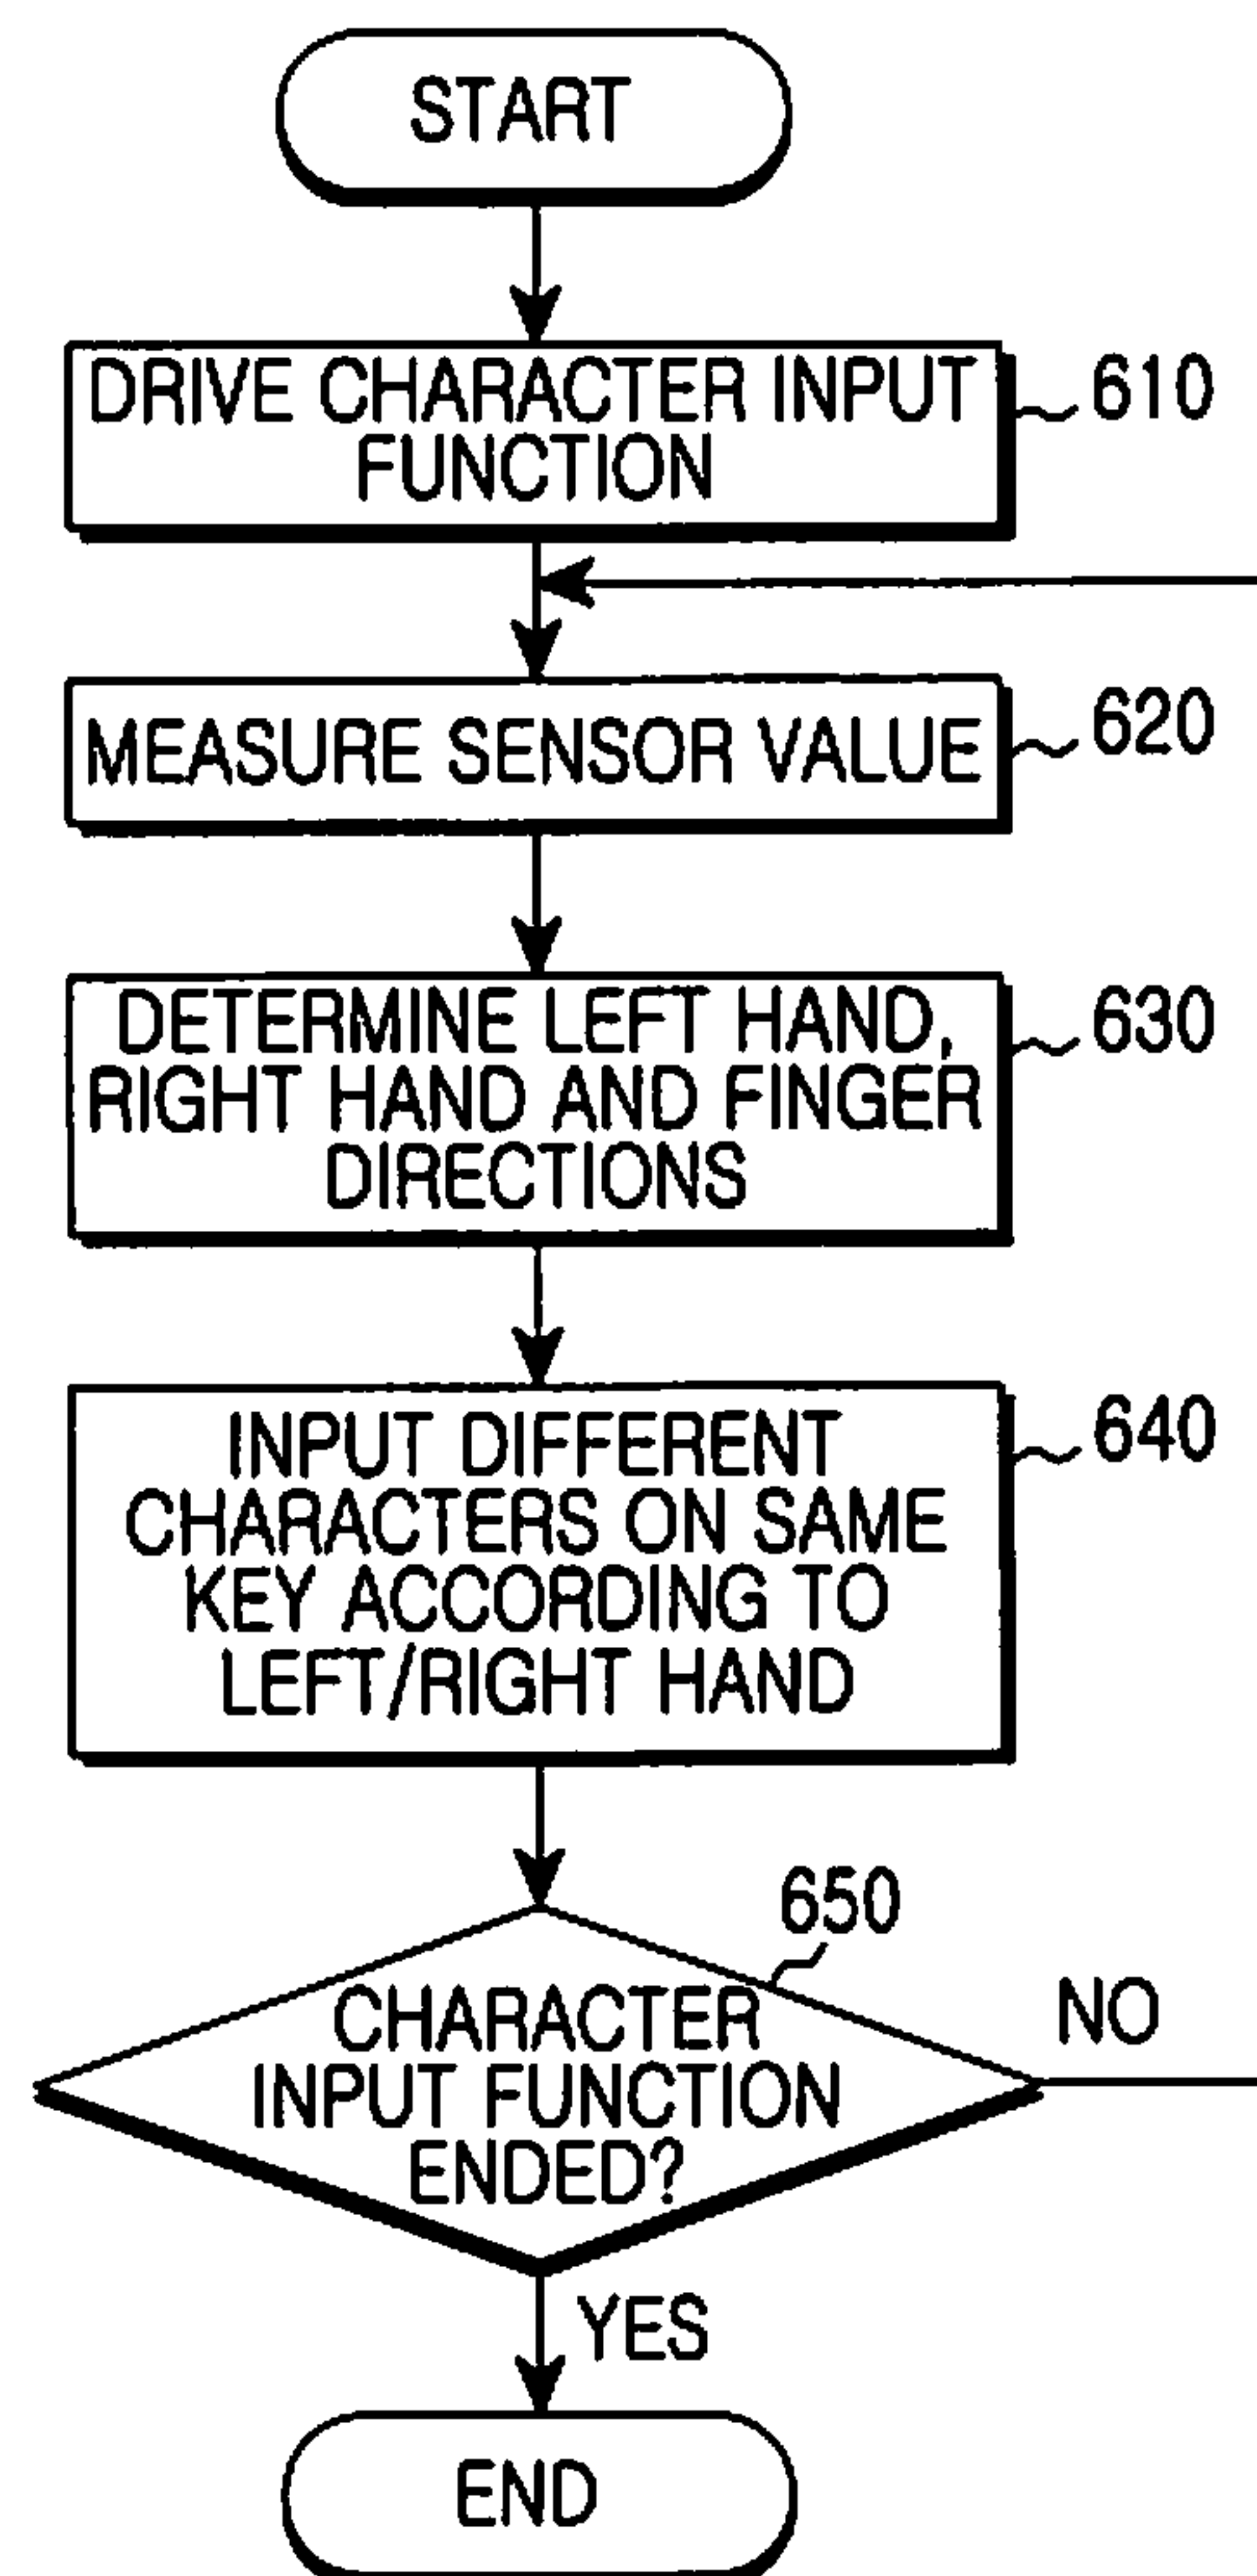 START
DRIVE CHARACTER INPUT
FUNCTION
610
MEASURE SENSOR VALUE
620
DETERMINE LEFT HAND,
RIGHT HAND AND FINGER
DIRECTIONS
630
INPUT DIFFERENT
CHARACTERS ON SAME
KEY ACCORDING TO
LEFT/RIGHT HAND
640
650
CHARACTER
INPUT FUNCTION
ENDED?
NO
YES
END